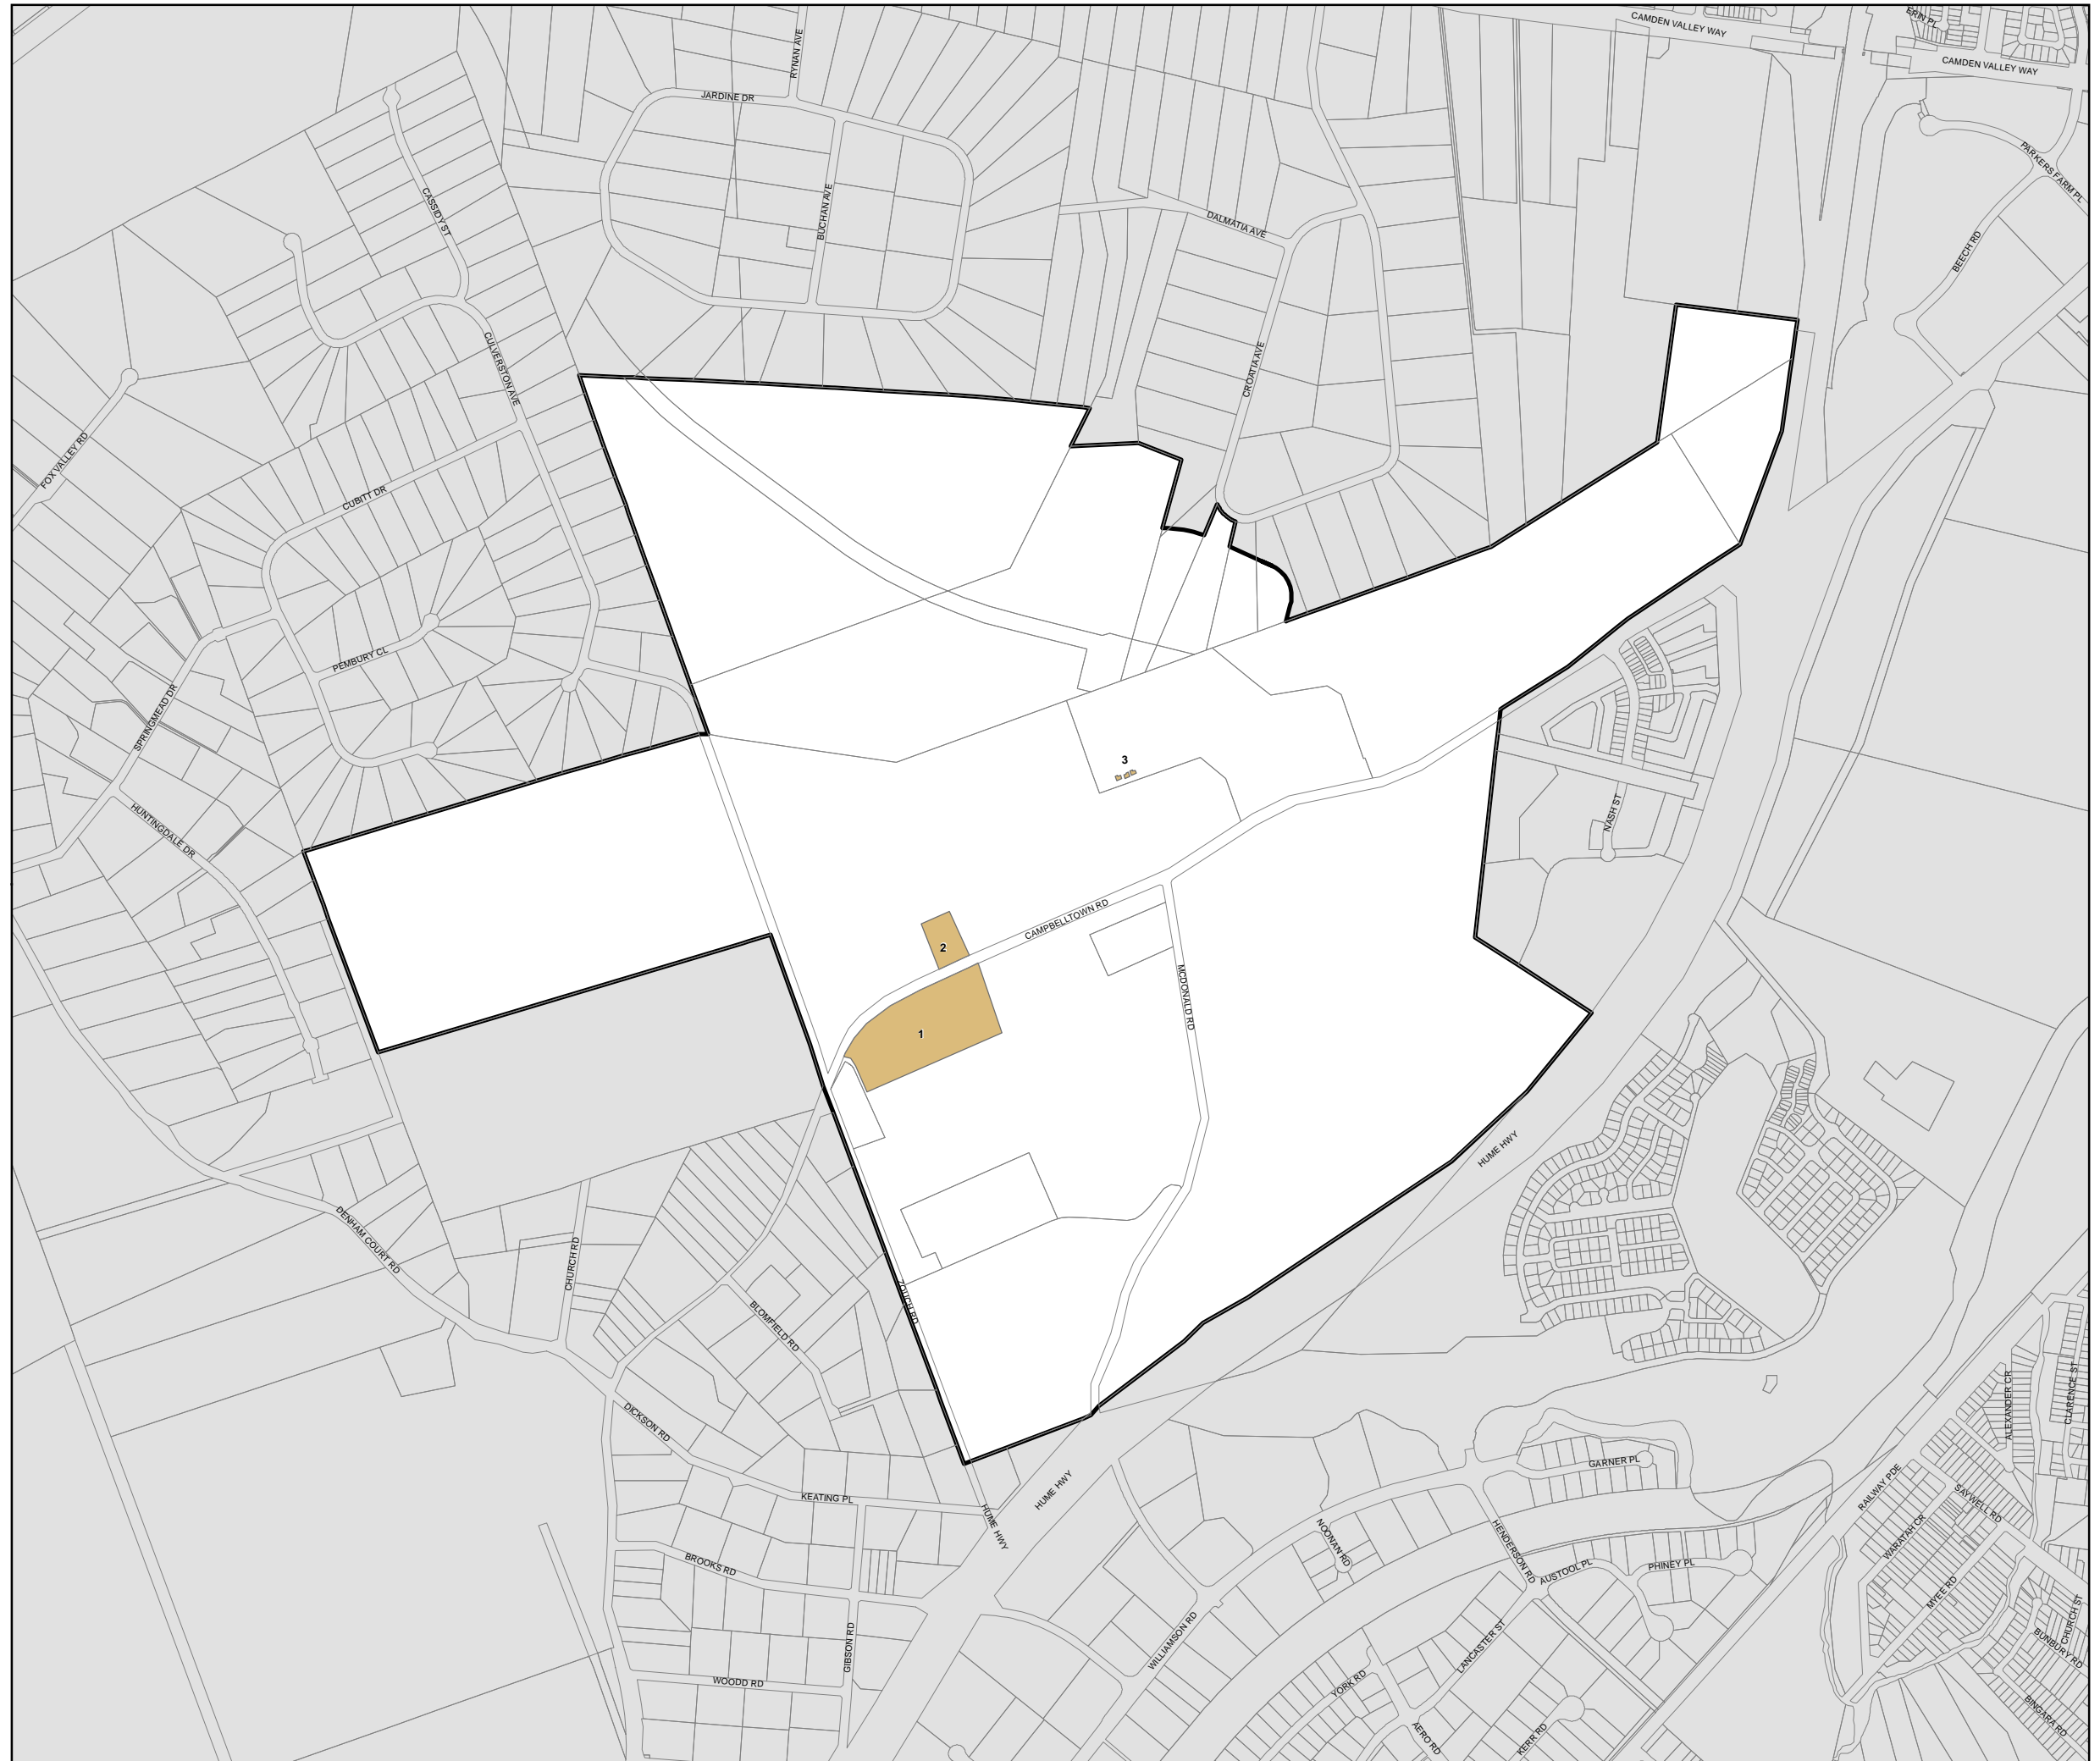 CAMDEN VALLEY WAY
ERIN PL
CAMDEN VALLEY WAY
RYNAN AVE
JARDINE DR
PARKERS FARM PL
CASSIDY ST
BUCHAN AVE
DALMATIA AVE
BEECH RD
CULVERSTON AVE
CROATIA AVE
FOX VALLEY RD
CUBITT DR
PEMBURY CL
SPRINGMEAD DR
3
HUNTINGDALE DR
NASH ST
CAMPBELLTOWN RD
2
MCDONALD RD
1
HUME HWY
DENHAM COURT RD
CHURCH RD
ZOUCH RD
BLOMFIELD RD
ALEXANDER CR
CLARENCE ST
DICKSON RD
GARNER PL
KEATING PL
HUME HWY
HUME HWY
RAILWAY PDE
SAYWELL RD
NOONAN RD
HENDERSON RD
WARATAH CR
BROOKS RD
AUSTOOL PL
PHINEY PL
MYEE RD
CHURCH ST
GIBSON RD
WILLIAMSON RD
LANCASTER ST
BUNBURY RD
WOODD RD
YORK RD
BINGARA RD
AERO RD
KERR RD